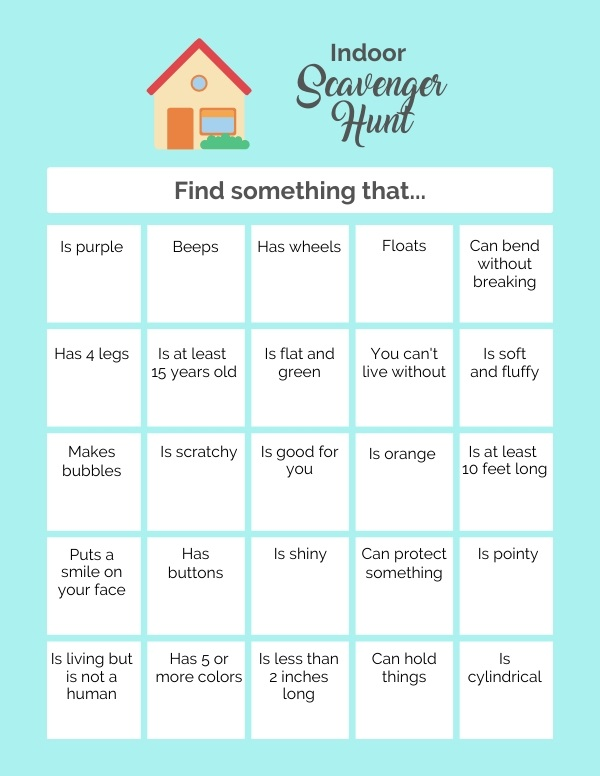 Indoor
Scavenger
Hunt
Find something that...
Is purple
Beeps
Has wheels
Floats
Can bend
without
breaking
Has 4 legs
Is at least
15 years old
Is flat and
green
You can't
live without
Is soft
and fluffy
Makes
bubbles
Is scratchy
Is good for
you
Is orange
Is at least
10 feet long
Puts a
smile on
your face
Has
buttons
Is shiny
Can protect
something
Is pointy
Is living but
is not a
human
Has 5 or
more colors
Is less than
2 inches
long
Can hold
things
Is
cylindrical